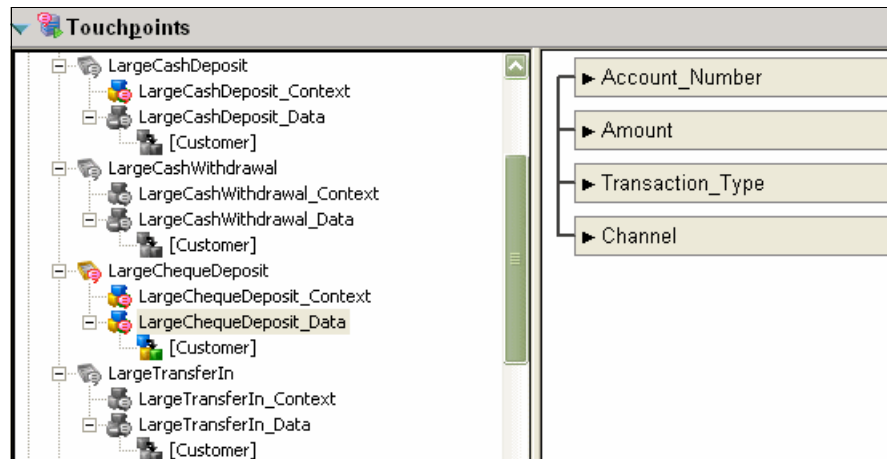 Touchpoints
LargeCashDeposit
LargeCashDeposit_Context
LargeCashDeposit_Data
[Customer]
LargeCashWithdrawal
LargeCashWithdrawal_Context
LargeCashWithdrawal_Data
[Customer]
LargeChequeDeposit
LargeChequeDeposit_Context
LargeChequeDeposit_Data
[Customer]
LargeTransferIn
LargeTransferIn_Context
LargeTransferIn_Data
[Customer]
Account_Number
Amount
Transaction_Type
Channel